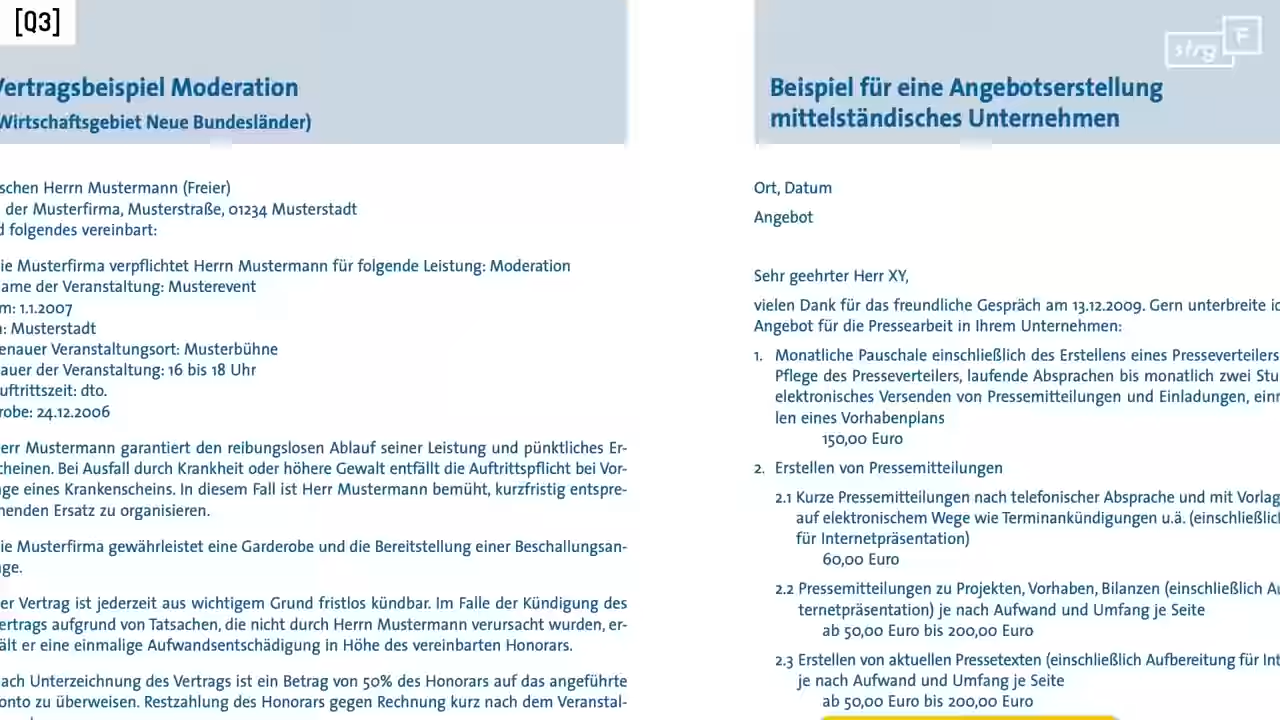 [Q3]
strg F
Vertragsbeispiel Moderation
Wirtschaftsgebiet Neue Bundesländer)
schen Herrn Mustermann (Freier)
der Musterfirma, Musterstraße, 01234 Musterstadt
d folgendes vereinbart:
ie Musterfirma verpflichtet Herrn Mustermann für folgende Leistung: Moderation
ame der Veranstaltung: Musterevent
m: 1.1.2007
: Musterstadt
enauer Veranstaltungsort: Musterbühne
auer der Veranstaltung: 16 bis 18 Uhr
uftrittszeit: dto.
robe: 24.12.2006
err Mustermann garantiert den reibungslosen Ablauf seiner Leistung und pünktliches Er-
cheinen. Bei Ausfall durch Krankheit oder höhere Gewalt entfällt die Auftrittspflicht bei Vor-
ge eines Krankenscheins. In diesem Fall ist Herr Mustermann bemüht, kurzfristig entspre-
henden Ersatz zu organisieren.
ie Musterfirma gewährleistet eine Garderobe und die Bereitstellung einer Beschallungsan-
ge.
er Vertrag ist jederzeit aus wichtigem Grund fristlos kündbar. Im Falle der Kündigung des
ertrags aufgrund von Tatsachen, die nicht durch Herrn Mustermann verursacht wurden, er-
ält er eine einmalige Aufwandsentschädigung in Höhe des vereinbarten Honorars.
ach Unterzeichnung des Vertrags ist ein Betrag von 50% des Honorars auf das angeführte
onto zu überweisen. Restzahlung des Honorars gegen Rechnung kurz nach dem Veranstal-
Beispiel für eine Angebotserstellung
mittelständisches Unternehmen
Ort, Datum
Angebot
Sehr geehrter Herr XY,
vielen Dank für das freundliche Gespräch am 13.12.2009. Gern unterbreite ic
Angebot für die Pressearbeit in Ihrem Unternehmen:
1. Monatliche Pauschale einschließlich des Erstellens eines Presseverteilers
Pflege des Presseverteilers, laufende Absprachen bis monatlich zwei Stu
elektronisches Versenden von Pressemitteilungen und Einladungen, einm
len eines Vorhabenplans
150,00 Euro
2. Erstellen von Pressemitteilungen
2.1 Kurze Pressemitteilungen nach telefonischer Absprache und mit Vorlag
auf elektronischem Wege wie Terminankündigungen u.ä. (einschließlich
für Internetpräsentation)
60,00 Euro
2.2 Pressemitteilungen zu Projekten, Vorhaben, Bilanzen (einschließlich Au
ternetpräsentation) je nach Aufwand und Umfang je Seite
ab 50,00 Euro bis 200,00 Euro
2.3 Erstellen von aktuellen Pressetexten (einschließlich Aufbereitung für Int
je nach Aufwand und Umfang je Seite
ab 50,00 Euro bis 200,00 Euro